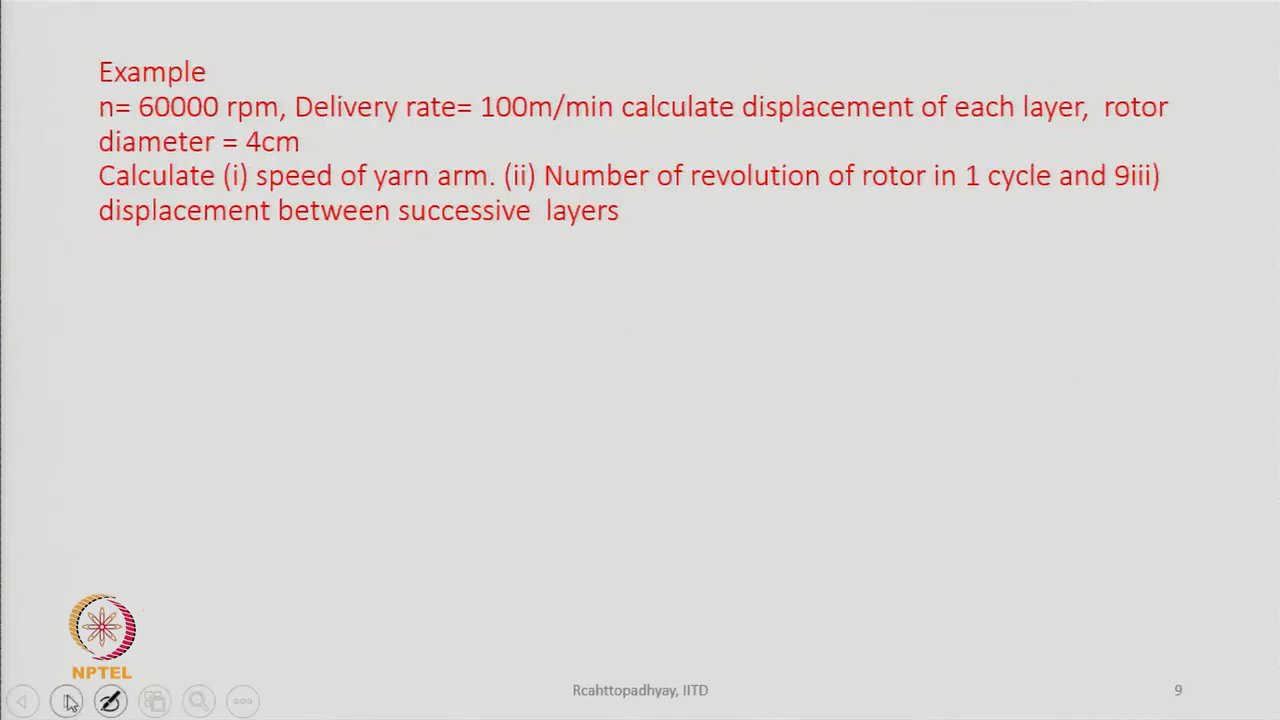 Example
n= 60000 rpm, Delivery rate= 100m/min calculate displacement of each layer, rotor
diameter = 4cm
Calculate (i) speed of yarn arm. (ii) Number of revolution of rotor in 1 cycle and 9iii)
displacement between successive layers
NPTEL
Rcahttopadhyay, IITD
9